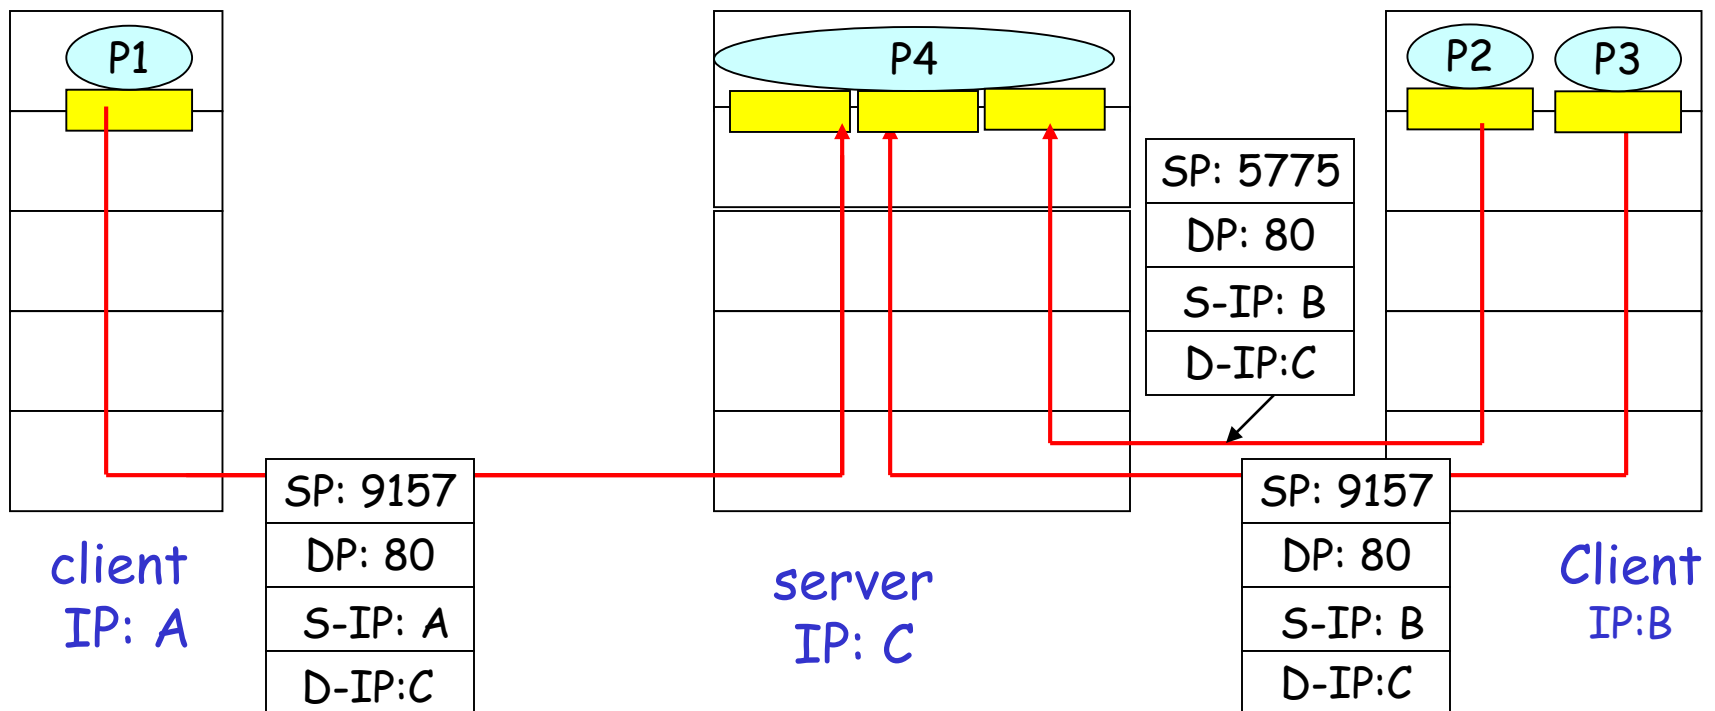 P1
P4
P2
P3
SP: 5775
DP: 80
S-IP: B
D-IP:C
SP: 9157
DP: 80
S-IP: A
D-IP:C
SP: 9157
DP: 80
S-IP: B
D-IP:C
client
IP: A
server
IP: C
Client
IP:B